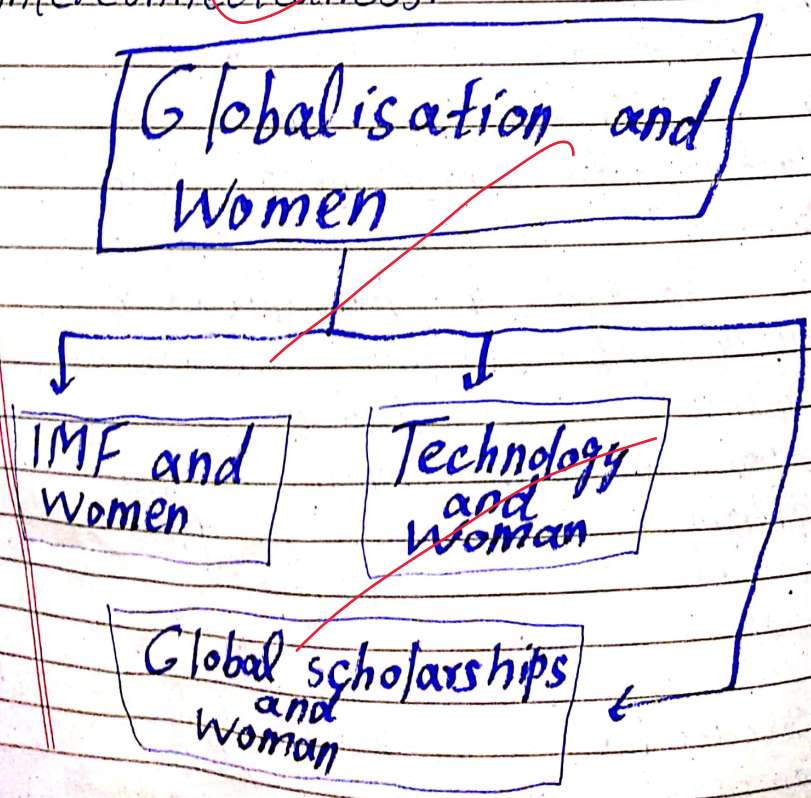 Globalisation and
Women
IMF and
Women
Technology
and
Woman
Global scholarships
and
Woman